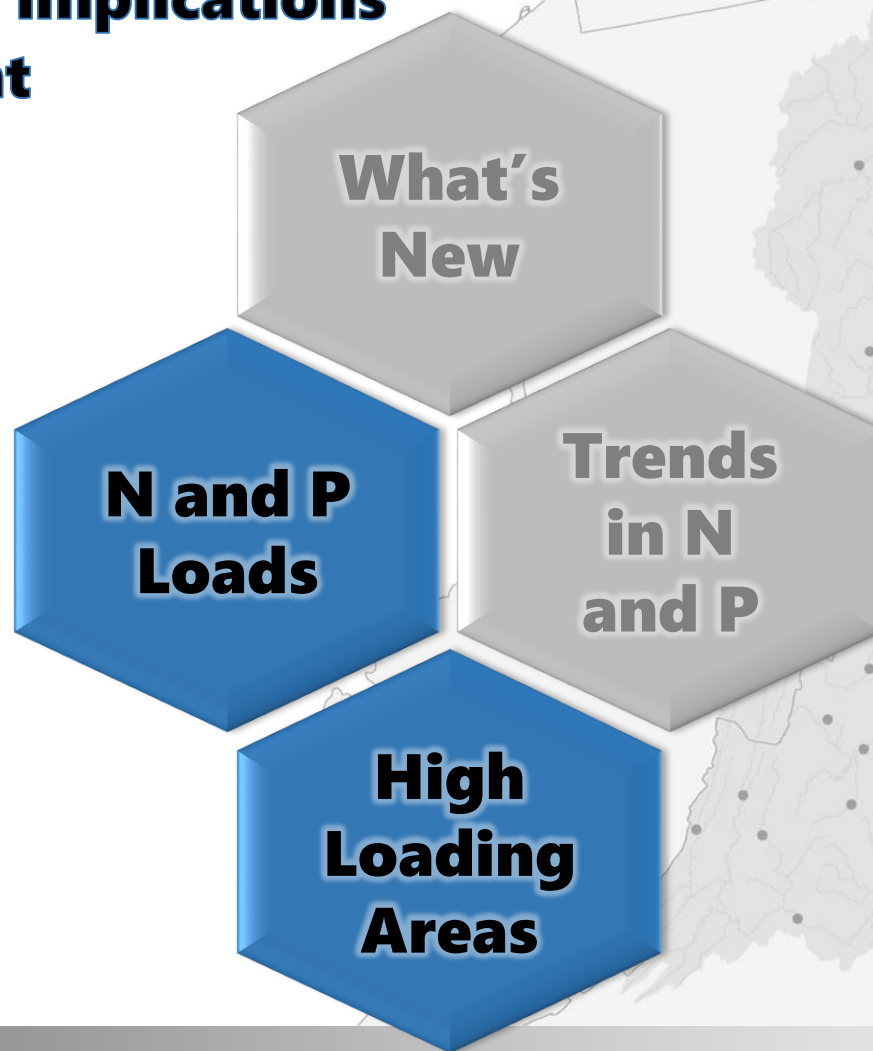 Implications
What's
New
N and P
Loads
Trends
in N
and P
High
Loading
Areas